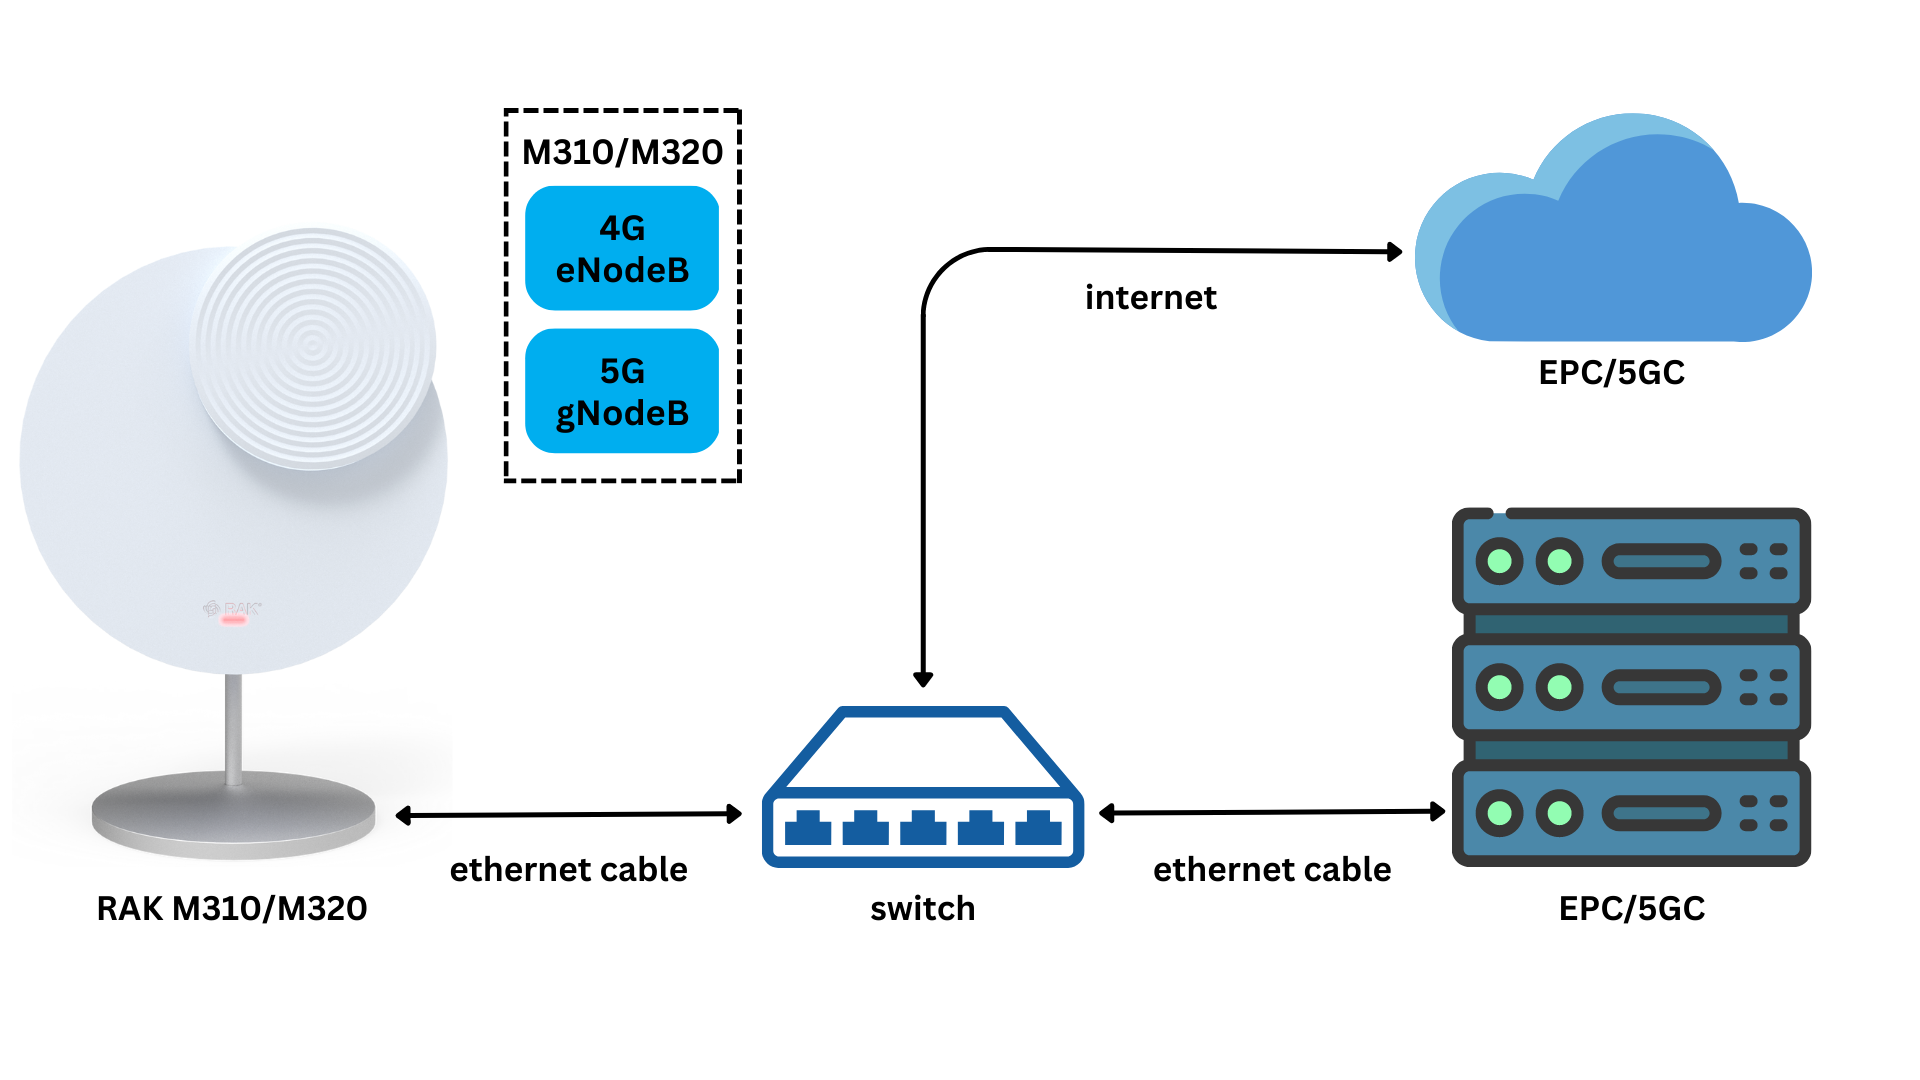 M310/M320
4G
eNodeB
5G
gNodeB
internet
EPC/5GC
RAK
ethernet cable
ethernet cable
RAK M310/M320
switch
EPC/5GC